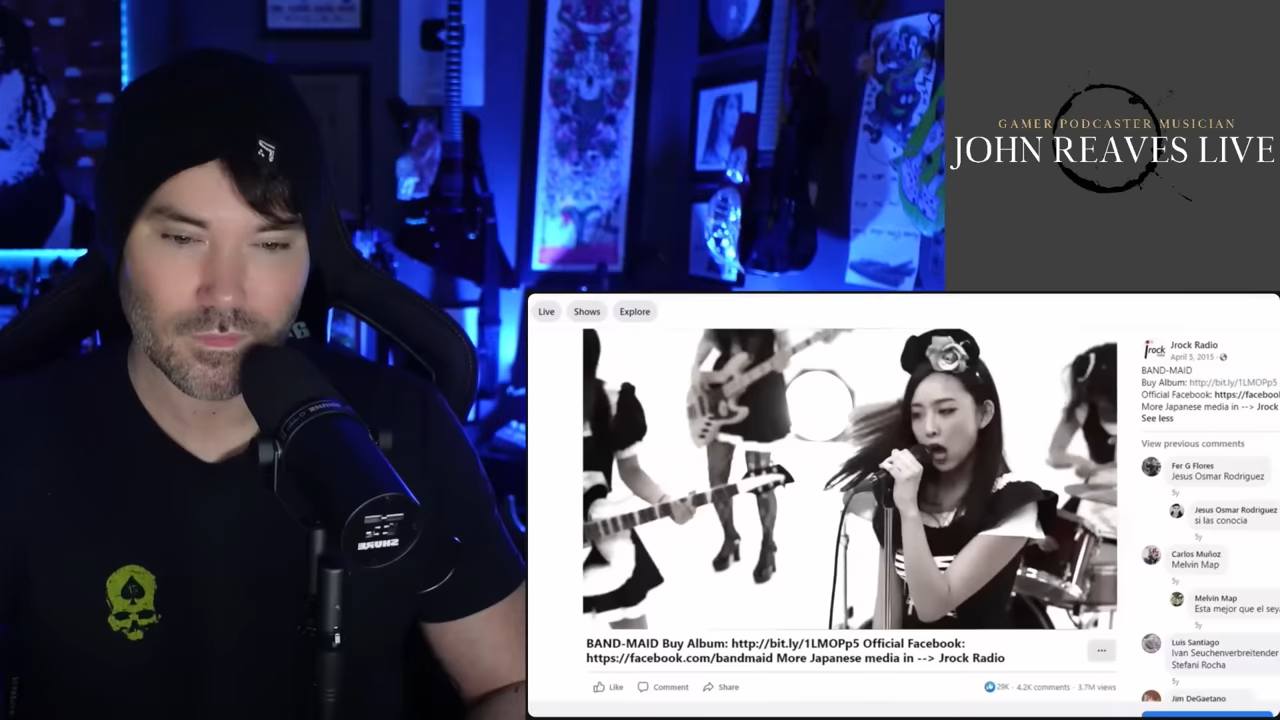 GAMER PODCASTER MUSICIAN
JOHN REAVES LIVE
Live
Shows
Explore
Jrock Radio
April 5, 2015
BAND-MAID
Buy Album: http://bit.ly/1LMOPp5
Official Facebook: https://facebook
More Japanese media in --> Jrock
See less
View previous comments
Fer G Flores
Jesus Osmar Rodriguez
5y
Jesus Osmar Rodriguez
si las conocia
5y
Carlos Muñoz
Melvin Map
5y
Melvin Map
Esta mejor que el
5y
Luis Santiago
Ivan Seuchenverbreitender
Stefani Rocha
5y
Jim DeGaetano
BAND-MAID Buy Album: http://bit.ly/1LMOPp5 Official Facebook:
https://facebook.com/bandmaid More Japanese media in --> Jrock Radio
...
Like
Comment
Share
29K · 4.2K comments · 3.7M views